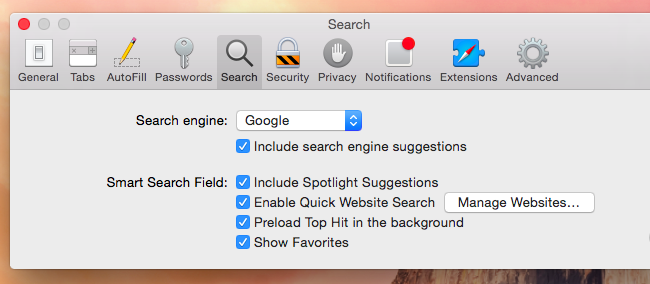 Search
General Tabs AutoFill Passwords Search Security Privacy Notifications Extensions Advanced
Search engine: Google
Include search engine suggestions
Smart Search Field: Include Spotlight Suggestions
Enable Quick Website Search Manage Websites...
Preload Top Hit in the background
Show Favorites